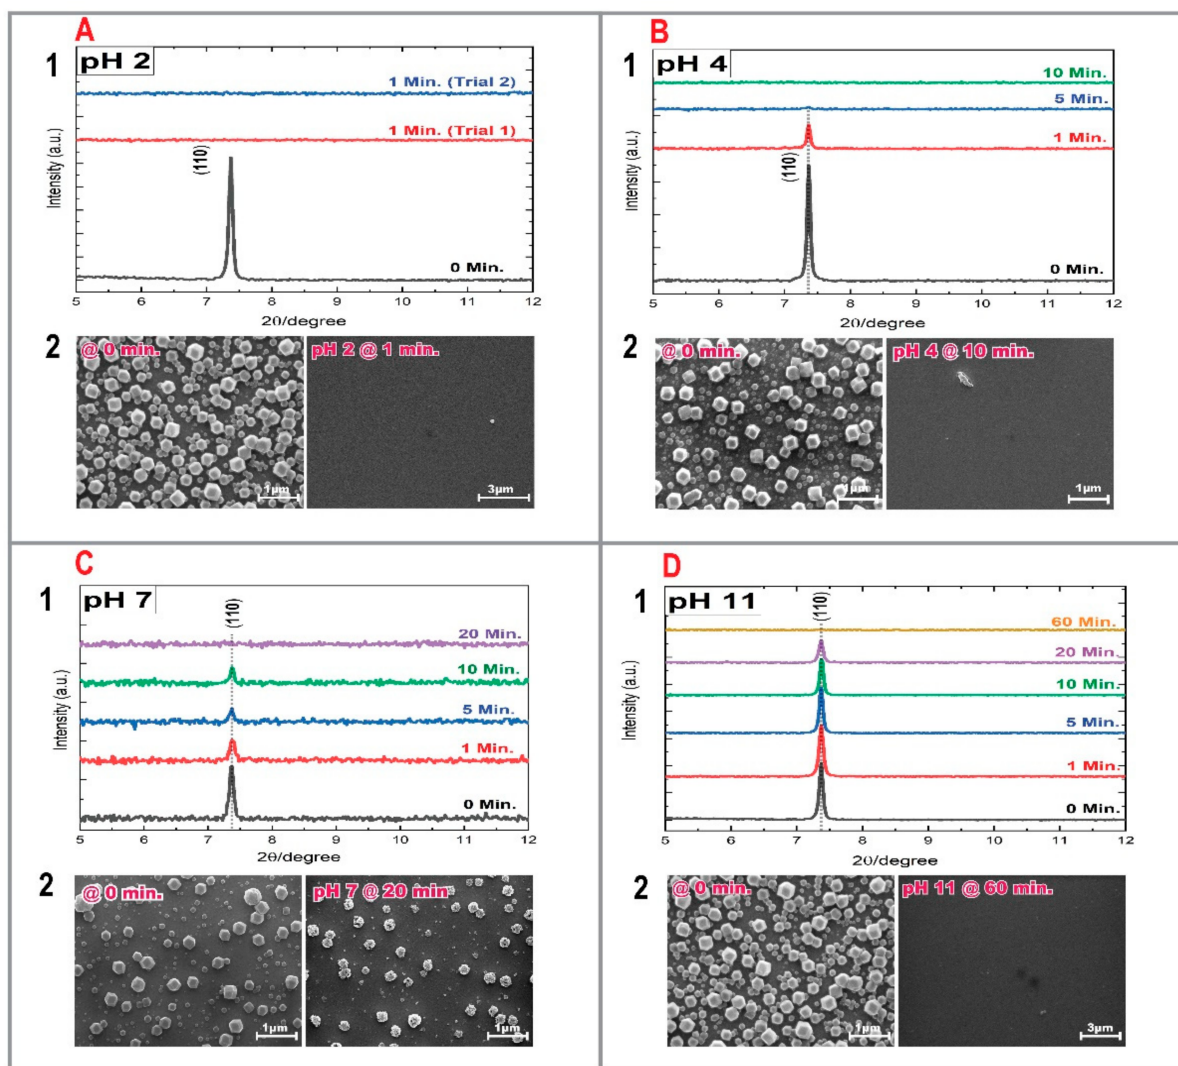 A
1
pH 2
1 Min. (Trial 2)
1 Min. (Trial 1)
(110)
0 Min.
Intensity (a.u.)
5 6 7 8 9 10 11 12
2θ/degree
2
@ 0 min.
1μm
pH 2 @ 1 min.
3μm
B
1
pH 4
10 Min.
5 Min.
1 Min.
(110)
0 Min.
Intensity (a.u.)
5 6 7 8 9 10 11 12
2θ/degree
2
@ 0 min.
1μm
pH 4 @ 10 min.
1μm
C
1
pH 7
(110)
20 Min.
10 Min.
5 Min.
1 Min.
0 Min.
Intensity (a.u.)
5 6 7 8 9 10 11 12
2θ/degree
2
@ 0 min.
1μm
pH 7 @ 20 min
1μm
D
1
pH 11
(110)
60 Min.
20 Min.
10 Min.
5 Min.
1 Min.
0 Min.
Intensity (a.u.)
5 6 7 8 9 10 11 12
2θ/degree
2
@ 0 min.
1μm
pH 11 @ 60 min.
3μm